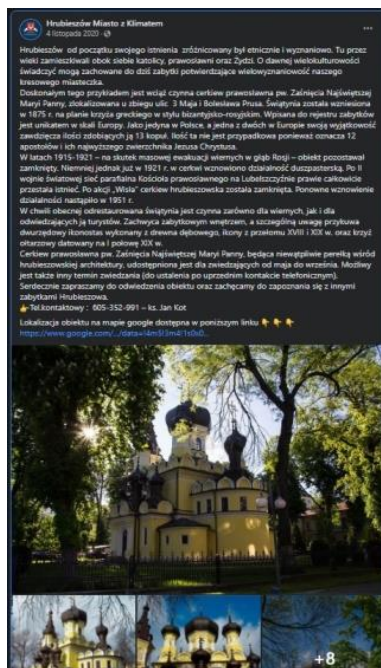 Hrubieszów Miasto z Klimatem
4 listopada 2020
Hrubieszów od początku swojego istnienia zróżnicowany był etnicznie i wyznaniowo. Tu przez
wieki zamieszkiwali obok siebie katolicy, prawosławni oraz Żydzi. O dawnej wielokulturowości
świadczyć mogą zachowane do dziś zabytki potwierdzające wielowyznaniowość naszego
kresowego miasteczka.
Doskonałym tego przykładem jest wciąż czynna cerkiew prawosławna pw. Zaśnięcia Najświętszej
Maryi Panny, zlokalizowana u zbiegu ulic 3 Maja i Bolesława Prusa. Świątynia została wzniesiona
w 1875 r. na planie krzyża greckiego w stylu bizantyjsko-rosyjskim. Wpisana do rejestru zabytków
jest unikatem w skali Europy. Jako jedyna w Polsce, a jedna z dwóch w Europie swoją wyjątkowość
zawdzięcza ilości zdobiących ją 13 kopuł. Ilość ta nie jest przypadkowa ponieważ oznacza 12
apostołów i ich najwyższego zwierzchnika Jezusa Chrystusa.
W latach 1915-1921 – na skutek masowej ewakuacji wiernych w głąb Rosji – obiekt pozostawał
zamknięty. Niemniej jednak już w 1921 r. w cerkwi wznowiono działalność duszpasterską. Po II
wojnie światowej sieć parafialna Kościoła prawosławnego na Lubelszczyźnie prawie całkowicie
przestała istnieć. Po akcji „Wisła" cerkiew hrubieszowska została zamknięta. Ponowne wznowienie
działalności nastąpiło w 1951 r.
W chwili obecnej odrestaurowana świątynia jest czynna zarówno dla wiernych, jak i dla
odwiedzających ją turystów. Zachwyca zabytkowym wnętrzem, a szczególną uwagę przykuwa
dwurzędowy ikonostas wykonany z drewna dębowego, ikony z przełomu XVIII i XIX w. oraz krzyż
ołtarzowy datowany na I połowę XIX w.
Cerkiew prawosławna pw. Zaśnięcia Najświętszej Maryi Panny, będąca niewątpliwie perełką wśród
hrubieszowskiej architektury, udostępniona jest dla zwiedzających od maja do września. Możliwy
jest także inny termin zwiedzania (do ustalenia po uprzednim kontakcie telefonicznym).
Serdecznie zapraszamy do odwiedzenia obiektu oraz zachęcamy do zapoznania się z innymi
zabytkami Hrubieszowa.
👉Tel.kontaktowy : 605-352-991 – ks. Jan Kot
Lokalizacja obiektu na mapie google dostępna w poniższym linku 👇 👇 👇
https://www.google.com/.../data=!4m5!3m4!1s0x0...
+8